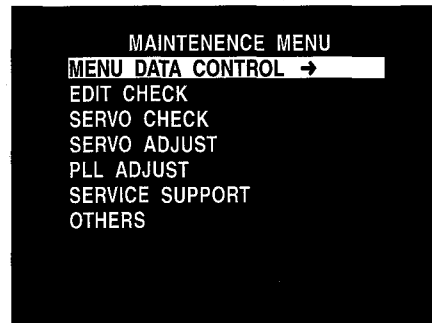 MAINTENENCE MENU
MENU DATA CONTROL →
EDIT CHECK
SERVO CHECK
SERVO ADJUST
PLL ADJUST
SERVICE SUPPORT
OTHERS